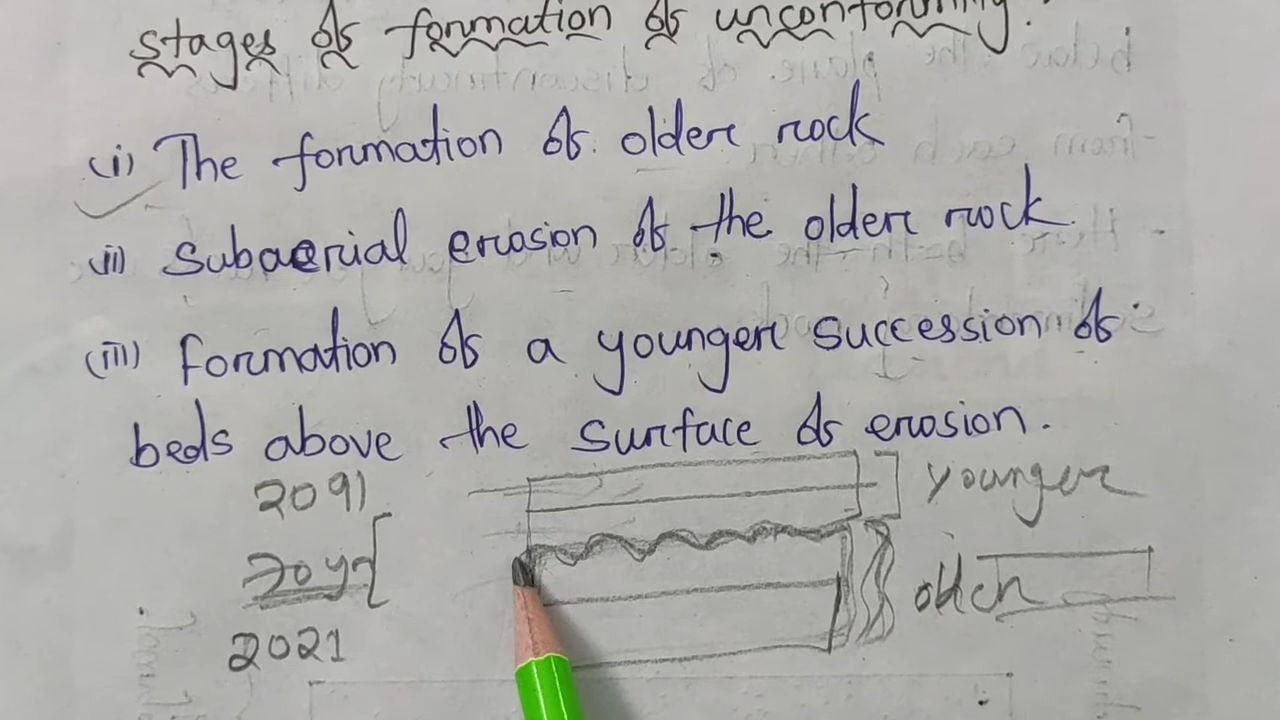 stages of formation of unconformity.
(i) The formation of older rock
(ii) Subaerial erosion of the older rock
(iii) Formation of a younger succession of
beds above the surface of erosion.
2091
younger
older
2021